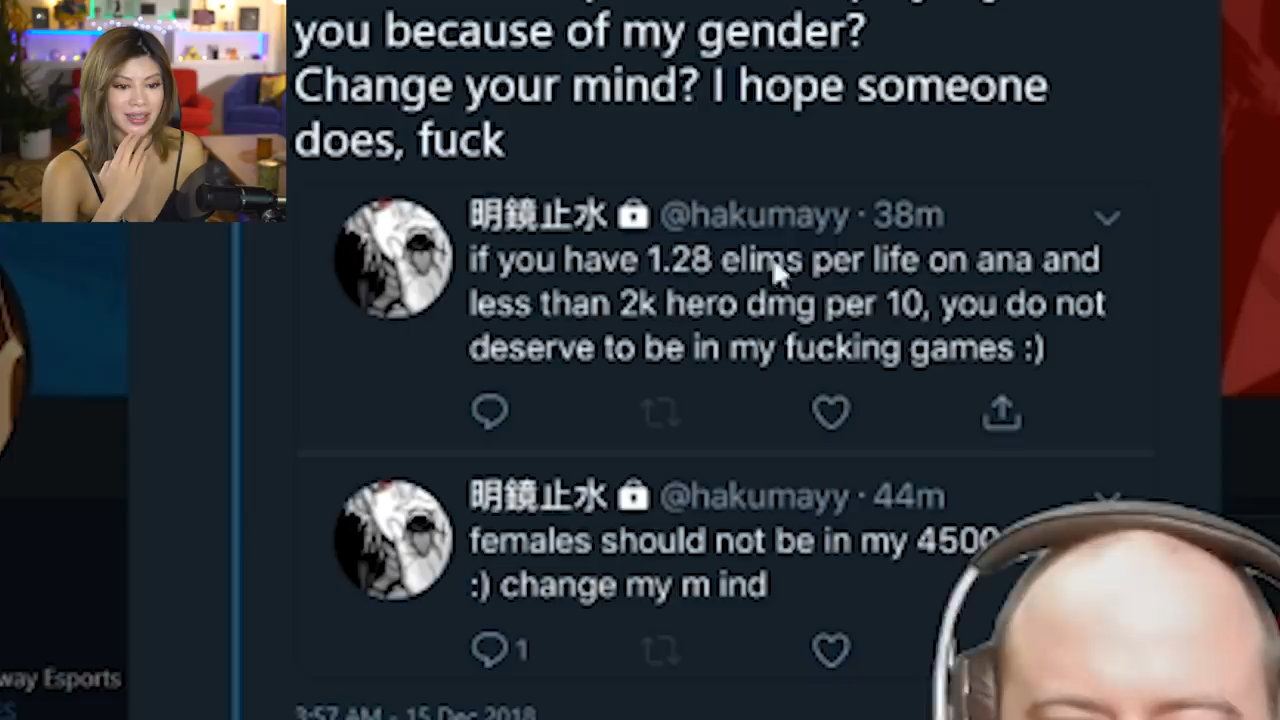 you because of my gender?
Change your mind? I hope someone
does, fuck
明鏡止水 @hakumayy · 38m
if you have 1.28 elims per life on ana and
less than 2k hero dmg per 10, you do not
deserve to be in my fucking games :)
明鏡止水 @hakumayy · 44m
females should not be in my 4500
:) change my m ind
1
way Esports
3:57 AM - 15 Dec 2018